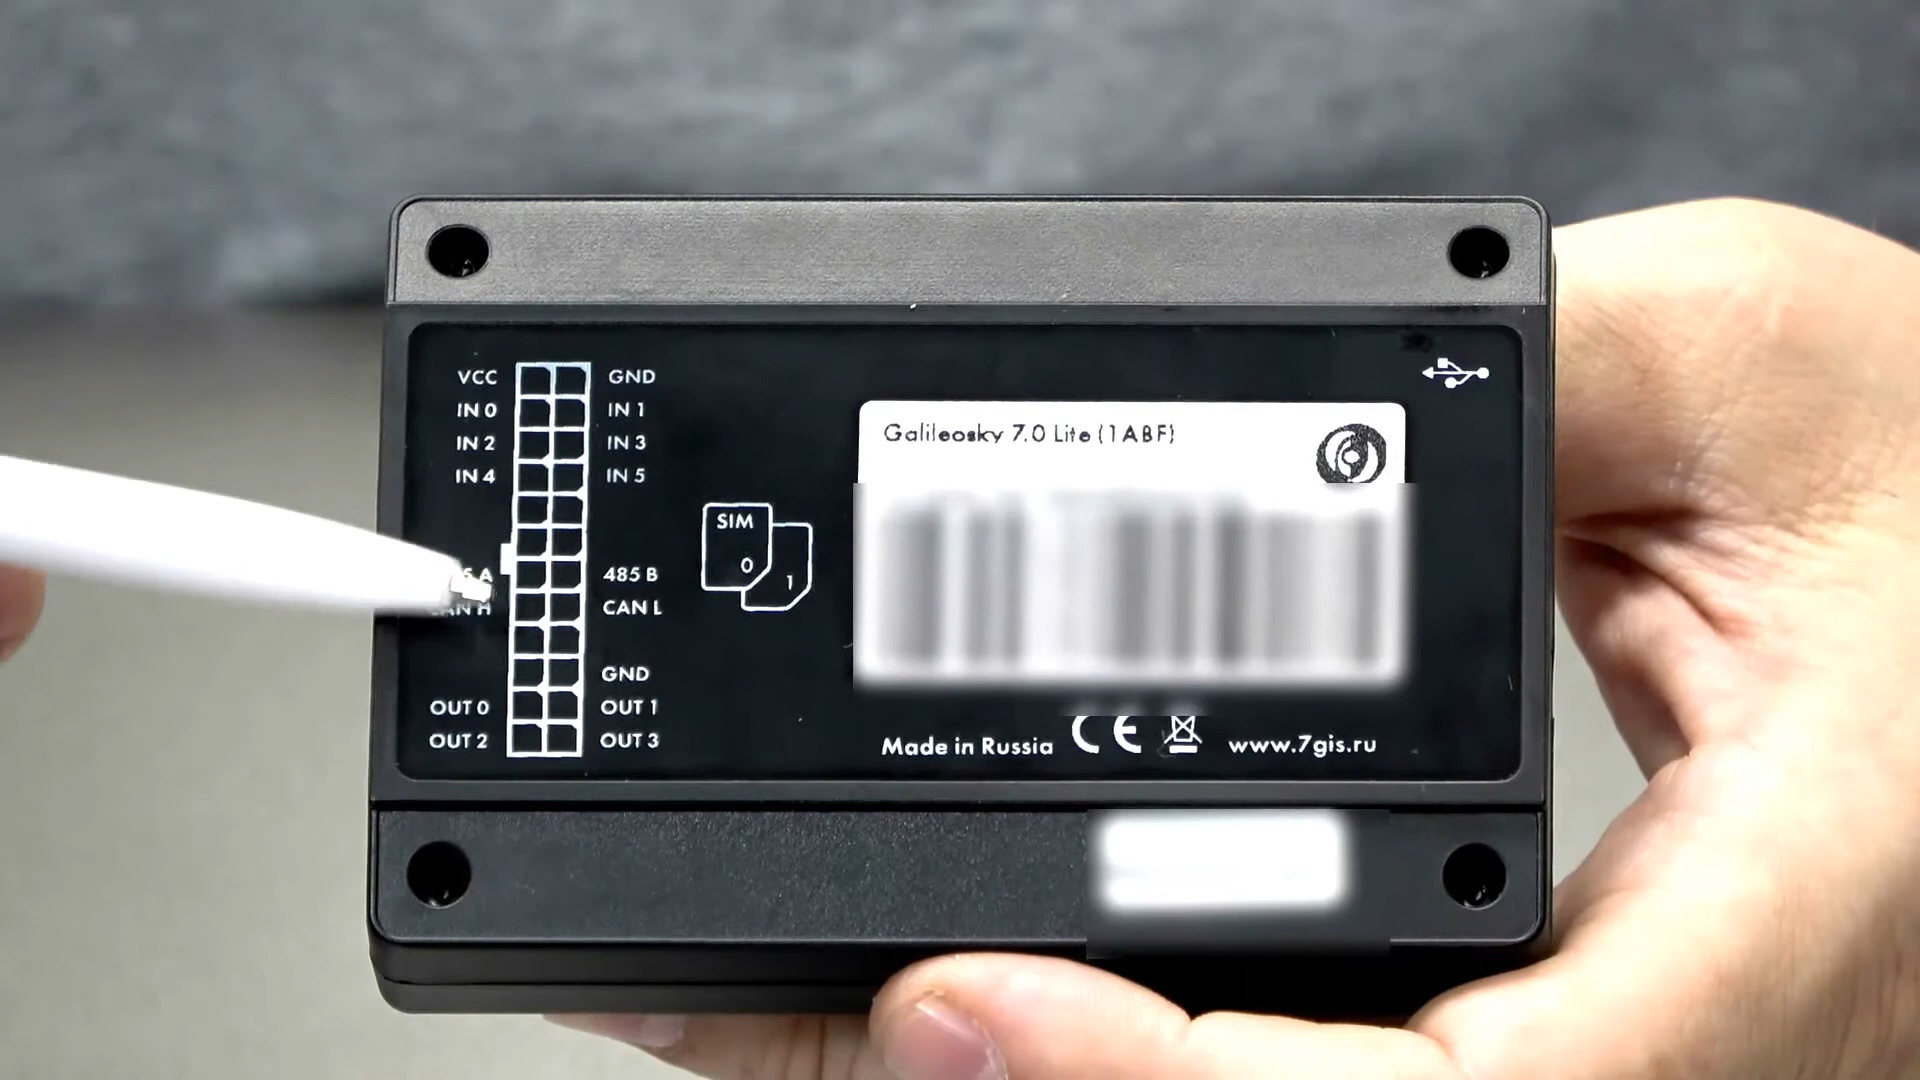 VCC GND
IN 0 IN 1
IN 2 IN 3
IN 4 IN 5
485 B
CAN H CAN L
GND
OUT 0 OUT 1
OUT 2 OUT 3
SIM
0
1
Galileosky 7.0 Lite (1ABF)
Made in Russia CE www.7gis.ru